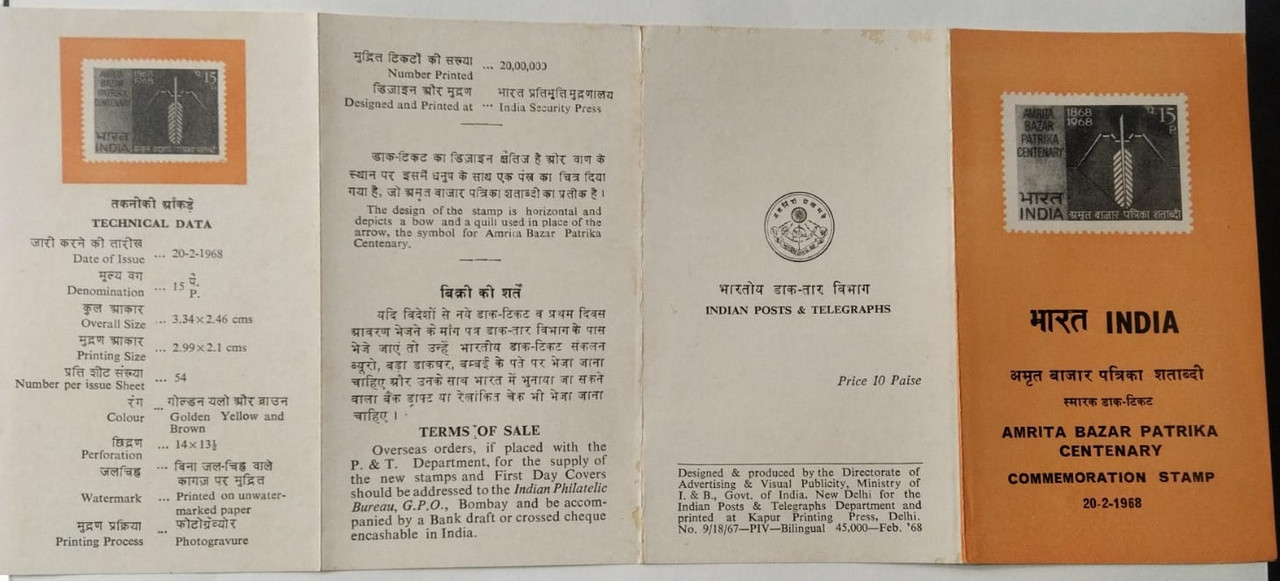 AMRITA
BAZAR
PATRIKA
CENTENARY
1868
1968
15
P
भारत
INDIA
अमृत बाजार पत्रिका शताब्दी
तकनीकी आँकड़े
TECHNICAL DATA
जारी करने की तारीख
Date of Issue ... 20-2-1968
मूल्य वग
Denomination ... 15 पै. P.
कुल आकार
Overall Size ... 3.34×2.46 cms
मुद्रण आकार
Printing Size ... 2.99×2.1 cms
प्रति शीट संख्या
Number per issue Sheet ... 54
रंग ... गोल्डन यलो और ब्राउन
Colour Golden Yellow and
Brown
छिद्रण
Perforation ... 14×13½
जलचिह्न ... बिना जल-चिह्न वाले
कागज़ पर मुद्रित
Watermark ... Printed on unwater-
marked paper
मुद्रण प्रक्रिया ... फोटोग्रेव्योर
Printing Process Photogravure
मुद्रित टिकटों की संख्या
Number Printed ... 20,00,000
डिज़ाइन और मुद्रण भारत प्रतिभूति मुद्रणालय
Designed and Printed at ... India Security Press
डाक-टिकट का डिज़ाइन क्षैतिज है और वाण के
स्थान पर इसमें धनुष के साथ एक पंख का चित्र दिया
गया है, जो अमृत बाजार पत्रिका शताब्दी का प्रतीक है।
The design of the stamp is horizontal and
depicts a bow and a quill used in place of the
arrow, the symbol for Amrita Bazar Patrika
Centenary.
बिक्री की शर्तें
यदि विदेशों से नये डाक-टिकट व प्रथम दिवस
आवरण भेजने के माँग पत्र डाक-तार विभाग के पास
भेजे जाएं तो उन्हें भारतीय डाक-टिकट संकलन
ब्यूरो, बड़ा डाकघर, बम्बई के पते पर भेजा जाना
चाहिए और उनके साथ भारत में भुनाया जा सकने
वाला बैंक ड्राफ्ट या रेखांकित चेक भी भेजा जाना
चाहिए।
TERMS OF SALE
Overseas orders, if placed with the
P. & T. Department, for the supply of
the new stamps and First Day Covers
should be addressed to the Indian Philatelic
Bureau, G.P.O., Bombay and be accom-
panied by a Bank draft or crossed cheque
encashable in India.
भारतीय डाक-तार विभाग
INDIAN POSTS & TELEGRAPHS
Price 10 Paise
Designed & produced by the Directorate of
Advertising & Visual Publicity, Ministry of
I. & B., Govt. of India. New Delhi for the
Indian Posts & Telegraphs Department and
printed at Kapur Printing Press, Delhi.
No. 9/18/67—PIV—Bilingual 45,000—Feb. '68
AMRITA
BAZAR
PATRIKA
CENTENARY
1868
1968
15
P.
भारत
INDIA
अमृत बाजार पत्रिका शताब्दी
भारत INDIA
अमृत बाजार पत्रिका शताब्दी
स्मारक डाक-टिकट
AMRITA BAZAR PATRIKA
CENTENARY
COMMEMORATION STAMP
20-2-1968